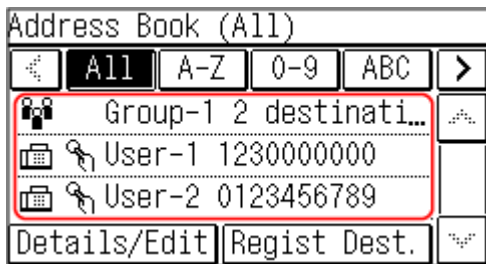 Address Book (All)
All A-Z 0-9 ABC >
Group-1 2 destinati…
User-1 1230000000
User-2 0123456789
Details/Edit Regist Dest.